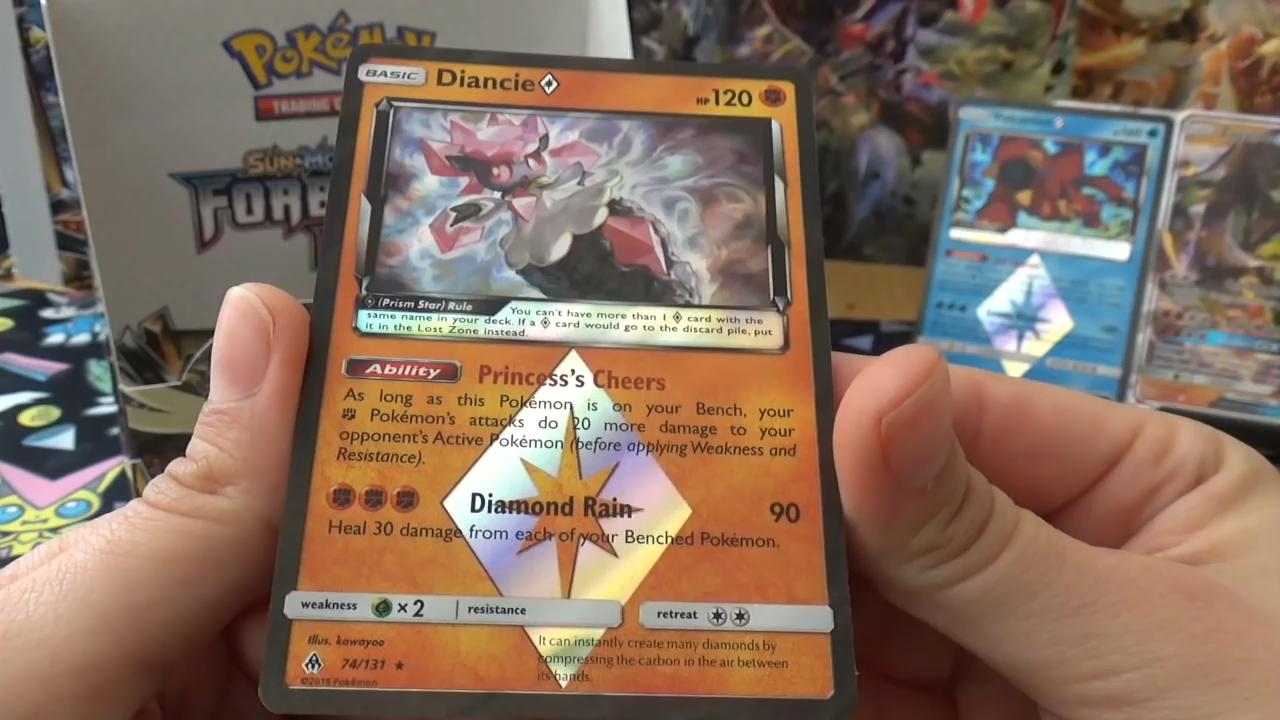 POKÉMON
TRADING C
SUN & MO
FORB
BASIC Diancie HP 120
(Prism Star) Rule You can't have more than 1 ◇ card with the
same name in your deck. If a ◇ card would go to the discard pile, put
it in the Lost Zone instead.
Ability Princess's Cheers
As long as this Pokémon is on your Bench, your
Pokémon's attacks do 20 more damage to your
opponent's Active Pokémon (before applying Weakness and
Resistance).
Diamond Rain 90
Heal 30 damage from each of your Benched Pokémon.
weakness ×2 resistance retreat
Illus. kawayoo
74/131 ★
©2018 Pokémon
It can instantly create many diamonds by
compressing the carbon in the air between
its hands.